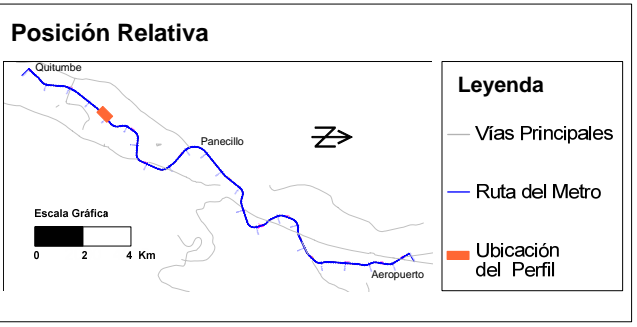 Posición Relativa
Quitumbe
Panecillo
Z
Escala Gráfica
0 2 4 Km
Aeropuerto
Leyenda
Vías Principales
Ruta del Metro
Ubicación
del Perfil